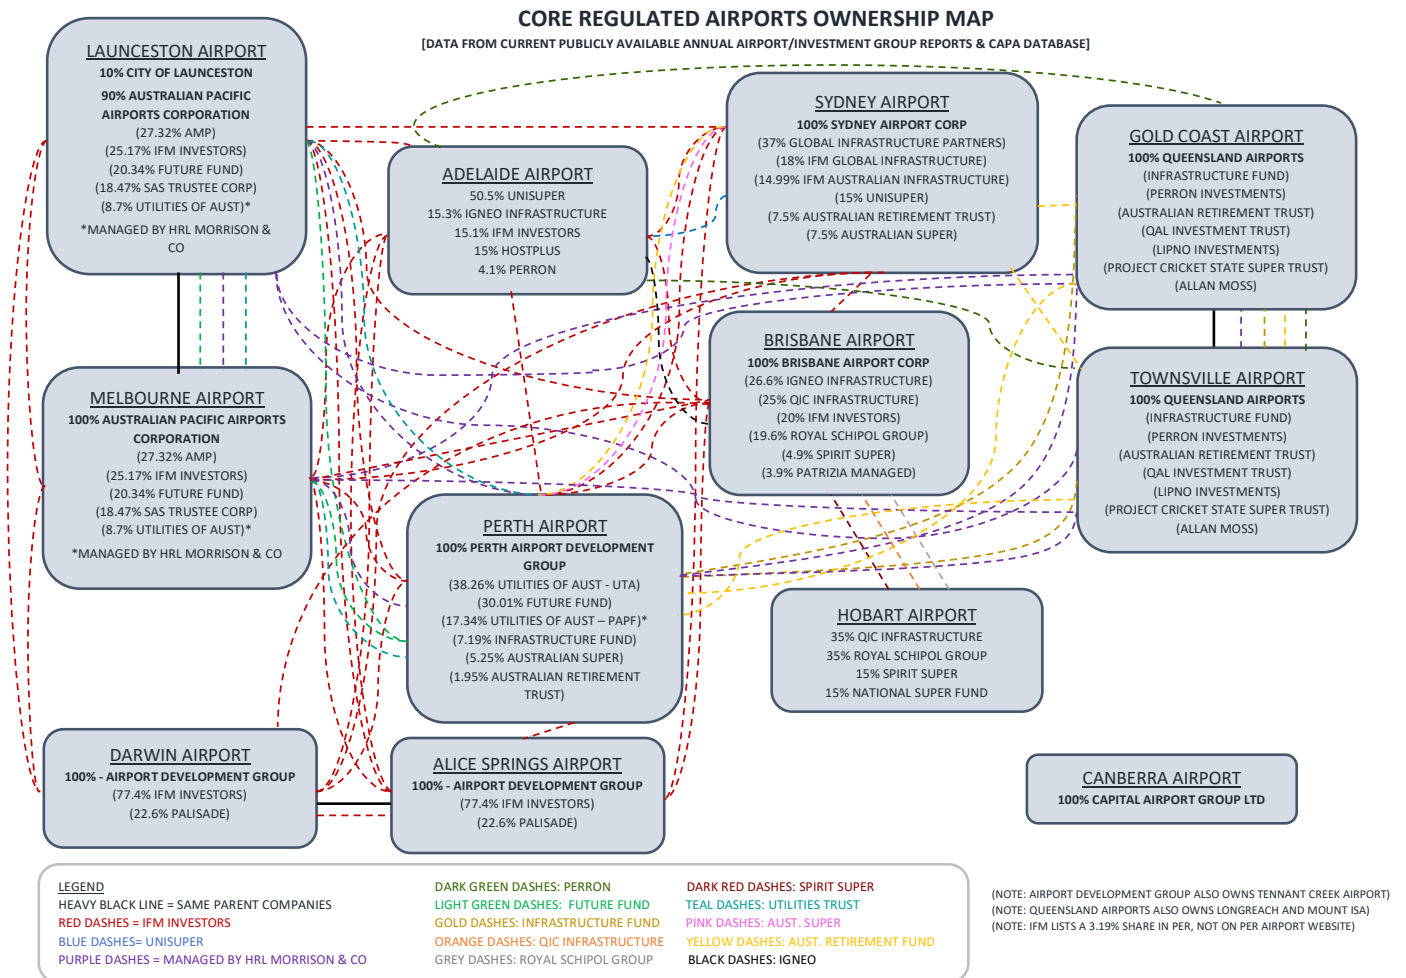 CORE REGULATED AIRPORTS OWNERSHIP MAP
[DATA FROM CURRENT PUBLICLY AVAILABLE ANNUAL AIRPORT/INVESTMENT GROUP REPORTS & CAPA DATABASE]
LAUNCESTON AIRPORT
10% CITY OF LAUNCESTON
90% AUSTRALIAN PACIFIC
AIRPORTS CORPORATION
(27.32% AMP)
(25.17% IFM INVESTORS)
(20.34% FUTURE FUND)
(18.47% SAS TRUSTEE CORP)
(8.7% UTILITIES OF AUST)*
*MANAGED BY HRL MORRISON &
CO
ADELAIDE AIRPORT
50.5% UNISUPER
15.3% IGNEO INFRASTRUCTURE
15.1% IFM INVESTORS
15% HOSTPLUS
4.1% PERRON
SYDNEY AIRPORT
100% SYDNEY AIRPORT CORP
(37% GLOBAL INFRASTRUCTURE PARTNERS)
(18% IFM GLOBAL INFRASTRUCTURE)
(14.99% IFM AUSTRALIAN INFRASTRUCTURE)
(15% UNISUPER)
(7.5% AUSTRALIAN RETIREMENT TRUST)
(7.5% AUSTRALIAN SUPER)
GOLD COAST AIRPORT
100% QUEENSLAND AIRPORTS
(INFRASTRUCTURE FUND)
(PERRON INVESTMENTS)
(AUSTRALIAN RETIREMENT TRUST)
(QAL INVESTMENT TRUST)
(LIPNO INVESTMENTS)
(PROJECT CRICKET STATE SUPER TRUST)
(ALLAN MOSS)
MELBOURNE AIRPORT
100% AUSTRALIAN PACIFIC AIRPORTS
CORPORATION
(27.32% AMP)
(25.17% IFM INVESTORS)
(20.34% FUTURE FUND)
(18.47% SAS TRUSTEE CORP)
(8.7% UTILITIES OF AUST)*
*MANAGED BY HRL MORRISON & CO
BRISBANE AIRPORT
100% BRISBANE AIRPORT CORP
(26.6% IGNEO INFRASTRUCTURE)
(25% QIC INFRASTRUCTURE)
(20% IFM INVESTORS)
(19.6% ROYAL SCHIPOL GROUP)
(4.9% SPIRIT SUPER)
(3.9% PATRIZIA MANAGED)
TOWNSVILLE AIRPORT
100% QUEENSLAND AIRPORTS
(INFRASTRUCTURE FUND)
(PERRON INVESTMENTS)
(AUSTRALIAN RETIREMENT TRUST)
(QAL INVESTMENT TRUST)
(LIPNO INVESTMENTS)
(PROJECT CRICKET STATE SUPER TRUST)
(ALLAN MOSS)
PERTH AIRPORT
100% PERTH AIRPORT DEVELOPMENT
GROUP
(38.26% UTILITIES OF AUST - UTA)
(30.01% FUTURE FUND)
(17.34% UTILITIES OF AUST – PAPF)*
(7.19% INFRASTRUCTURE FUND)
(5.25% AUSTRALIAN SUPER)
(1.95% AUSTRALIAN RETIREMENT
TRUST)
HOBART AIRPORT
35% QIC INFRASTRUCTURE
35% ROYAL SCHIPOL GROUP
15% SPIRIT SUPER
15% NATIONAL SUPER FUND
DARWIN AIRPORT
100% - AIRPORT DEVELOPMENT GROUP
(77.4% IFM INVESTORS)
(22.6% PALISADE)
ALICE SPRINGS AIRPORT
100% - AIRPORT DEVELOPMENT GROUP
(77.4% IFM INVESTORS)
(22.6% PALISADE)
CANBERRA AIRPORT
100% CAPITAL AIRPORT GROUP LTD
LEGEND
HEAVY BLACK LINE = SAME PARENT COMPANIES
RED DASHES = IFM INVESTORS
BLUE DASHES= UNISUPER
PURPLE DASHES = MANAGED BY HRL MORRISON & CO
DARK GREEN DASHES: PERRON
LIGHT GREEN DASHES: FUTURE FUND
GOLD DASHES: INFRASTRUCTURE FUND
ORANGE DASHES: QIC INFRASTRUCTURE
GREY DASHES: ROYAL SCHIPOL GROUP
DARK RED DASHES: SPIRIT SUPER
TEAL DASHES: UTILITIES TRUST
PINK DASHES: AUST. SUPER
YELLOW DASHES: AUST. RETIREMENT FUND
BLACK DASHES: IGNEO
(NOTE: AIRPORT DEVELOPMENT GROUP ALSO OWNS TENNANT CREEK AIRPORT)
(NOTE: QUEENSLAND AIRPORTS ALSO OWNS LONGREACH AND MOUNT ISA)
(NOTE: IFM LISTS A 3.19% SHARE IN PER, NOT ON PER AIRPORT WEBSITE)